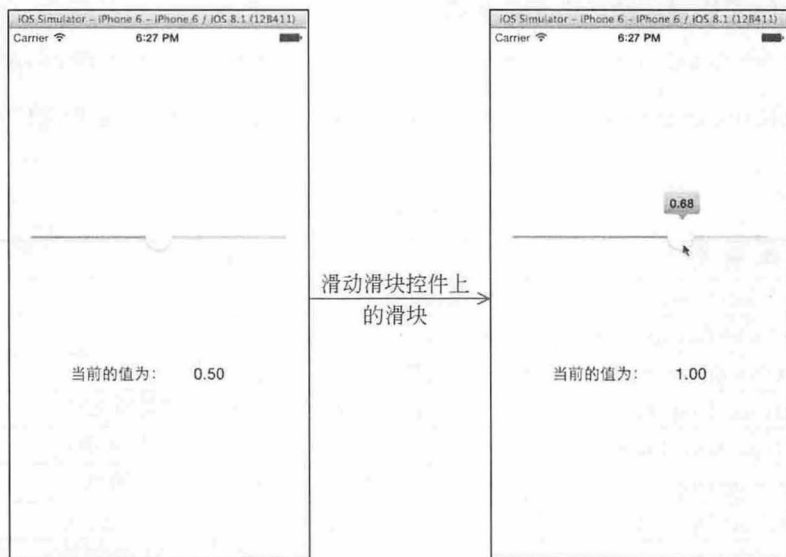 iOS Simulator - iPhone 6 - iPhone 6 / iOS 8.1 (12B411)
Carrier 6:27 PM
当前的值为： 0.50
滑动滑块控件上
的滑块
iOS Simulator - iPhone 6 - iPhone 6 / iOS 8.1 (12B411)
Carrier 6:27 PM
0.68
当前的值为： 1.00